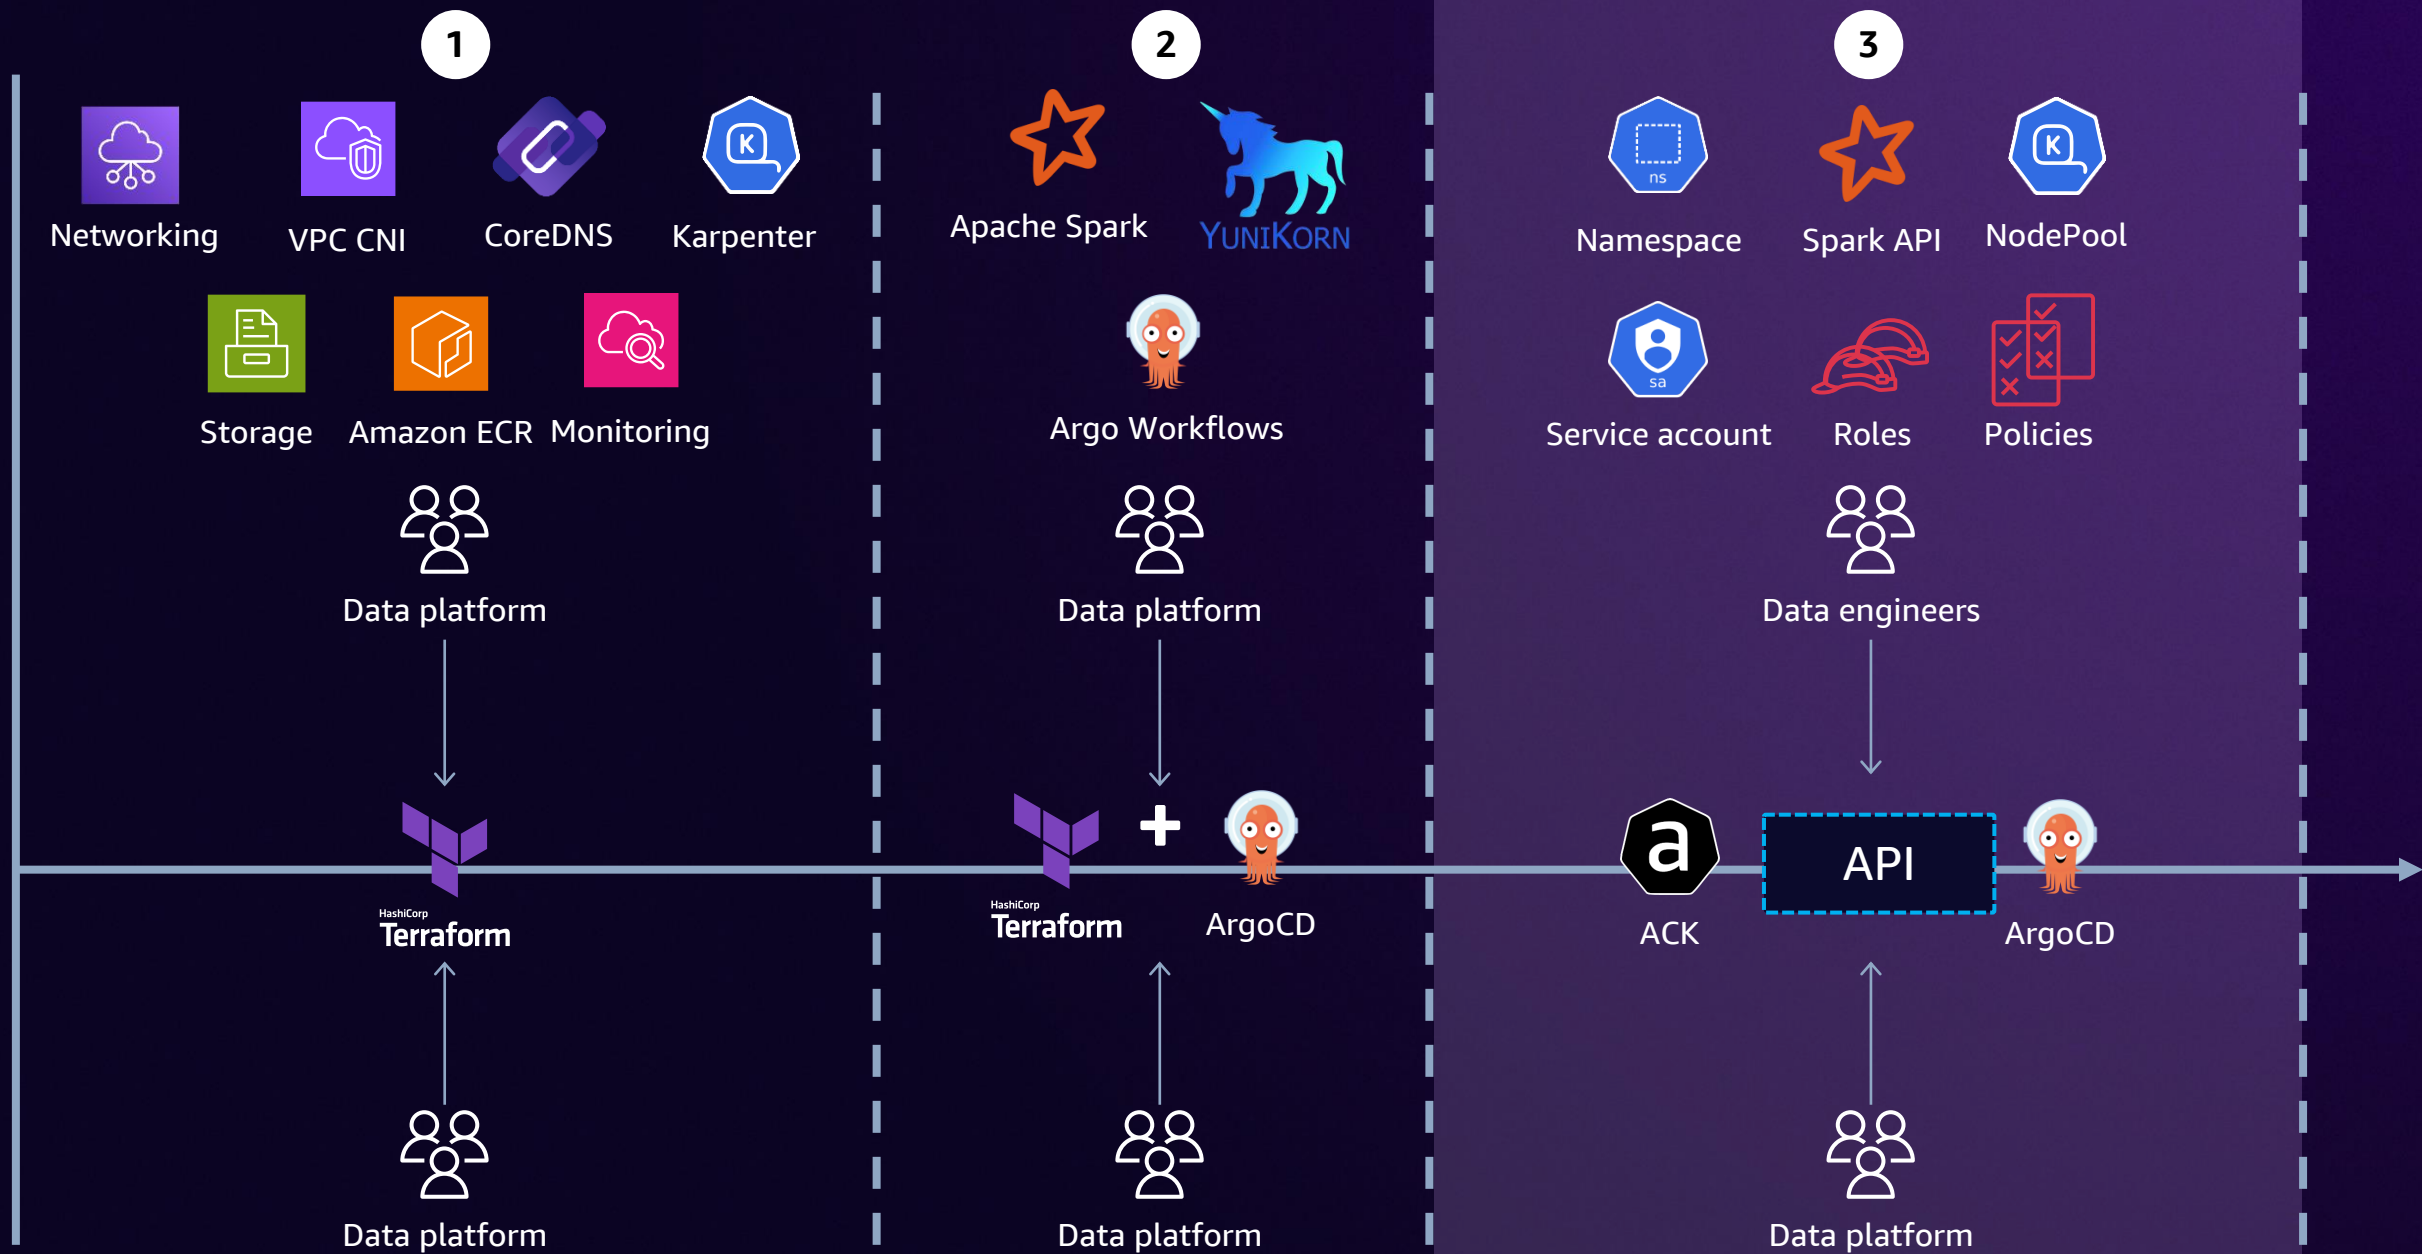 1
2
3
Networking
VPC CNI
CoreDNS
K
Karpenter
Storage
Amazon ECR
Monitoring
Data platform
HashiCorp
Terraform
Data platform
Apache Spark
YUNIKORN
Argo Workflows
Data platform
HashiCorp
Terraform
ArgoCD
Data platform
ns
Namespace
Spark API
K
NodePool
sa
Service account
Roles
Policies
Data engineers
a
ACK
API
ArgoCD
Data platform